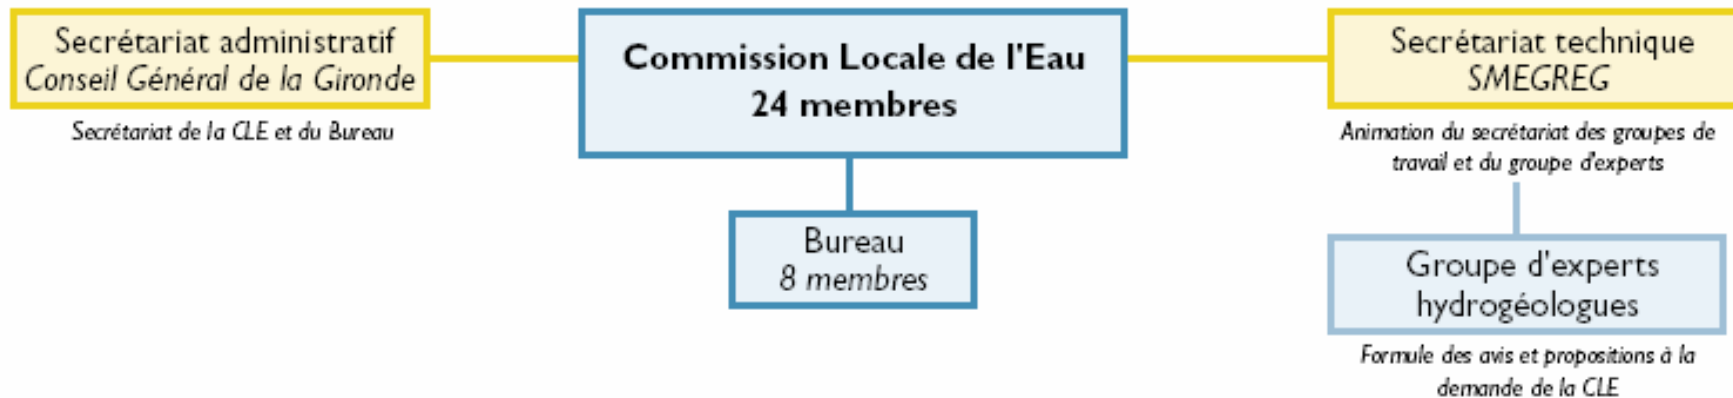 Secrétariat administratif
Conseil Général de la Gironde
Secrétariat de la CLE et du Bureau
Commission Locale de l'Eau
24 membres
Bureau
8 membres
Secrétariat technique
SMEGREG
Animation du secrétariat des groupes de
travail et du groupe d'experts
Groupe d'experts
hydrogéologues
Formule des avis et propositions à la
demande de la CLE